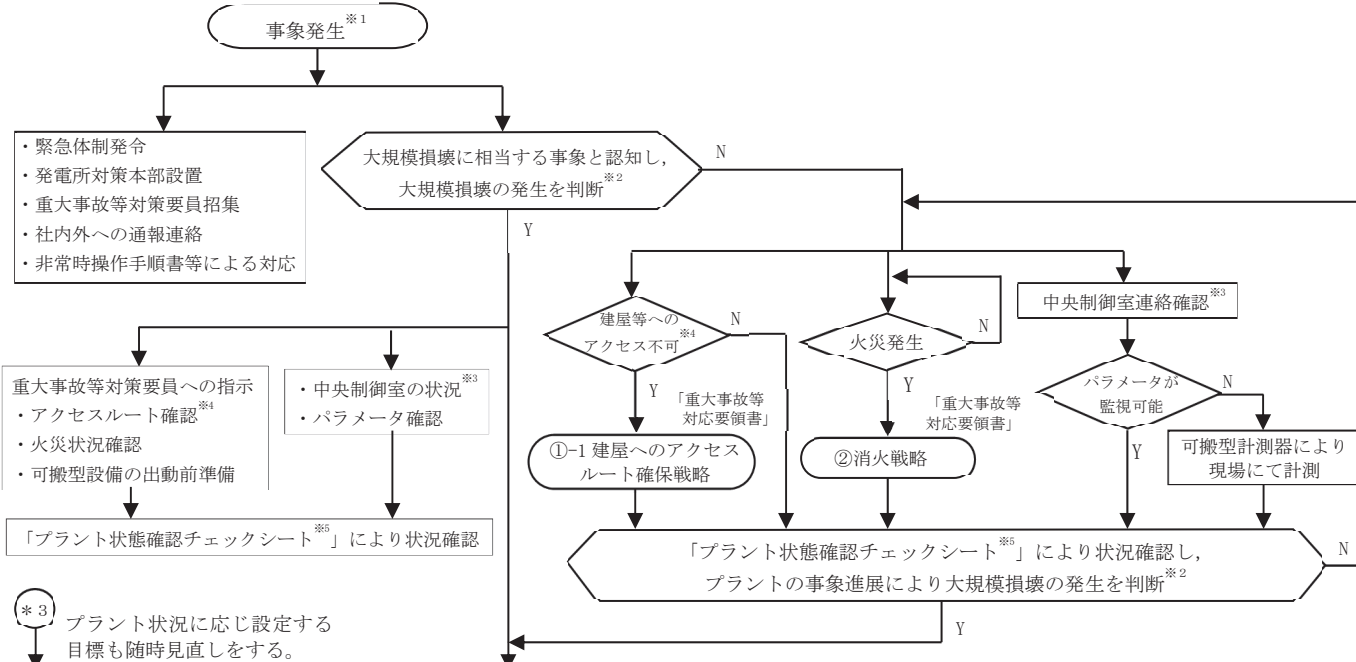 事象発生※1
・緊急体制発令
・発電所対策本部設置
・重大事故等対策要員招集
・社内外への通報連絡
・非常時操作手順書等による対応
大規模損壊に相当する事象と認知し,
大規模損壊の発生を判断※2
N
Y
重大事故等対策要員への指示
・アクセスルート確認※4
・火災状況確認
・可搬型設備の出動前準備
・中央制御室の状況※3
・パラメータ確認
「プラント状態確認チェックシート※5」により状況確認
建屋等への
アクセス不可※4
N
Y
「重大事故等
対応要領書」
①-1 建屋へのアクセス
ルート確保戦略
火災発生
N
Y
「重大事故等
対応要領書」
②消火戦略
中央制御室連絡確認※3
パラメータが
監視可能
N
Y
可搬型計測器により
現場にて計測
「プラント状態確認チェックシート※5」により状況確認し,
プラントの事象進展により大規模損壊の発生を判断※2
N
Y
＊3
プラント状況に応じ設定する
目標も随時見直しをする。